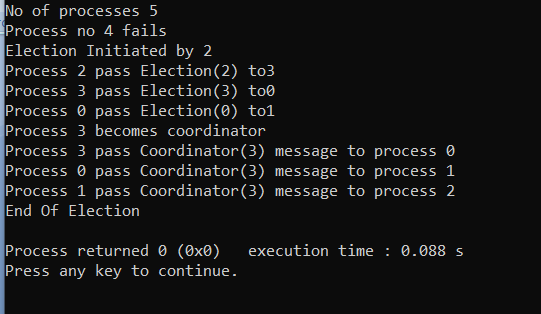 No of processes 5
Process no 4 fails
Election Initiated by 2
Process 2 pass Election(2) to3
Process 3 pass Election(3) to0
Process 0 pass Election(0) to1
Process 3 becomes coordinator
Process 3 pass Coordinator(3) message to process 0
Process 0 pass Coordinator(3) message to process 1
Process 1 pass Coordinator(3) message to process 2
End Of Election
Process returned 0 (0x0)   execution time : 0.088 s
Press any key to continue.